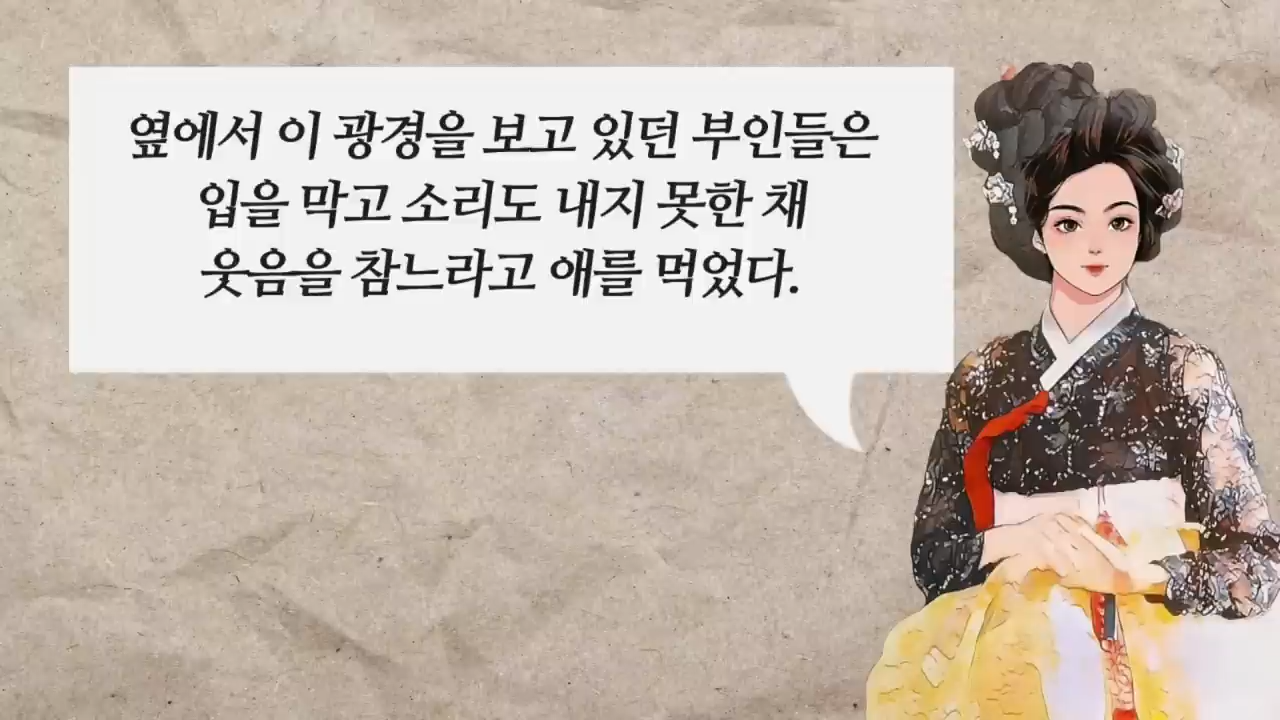 옆에서 이 광경을 보고 있던 부인들은
입을 막고 소리도 내지 못한 채
웃음을 참느라고 애를 먹었다.